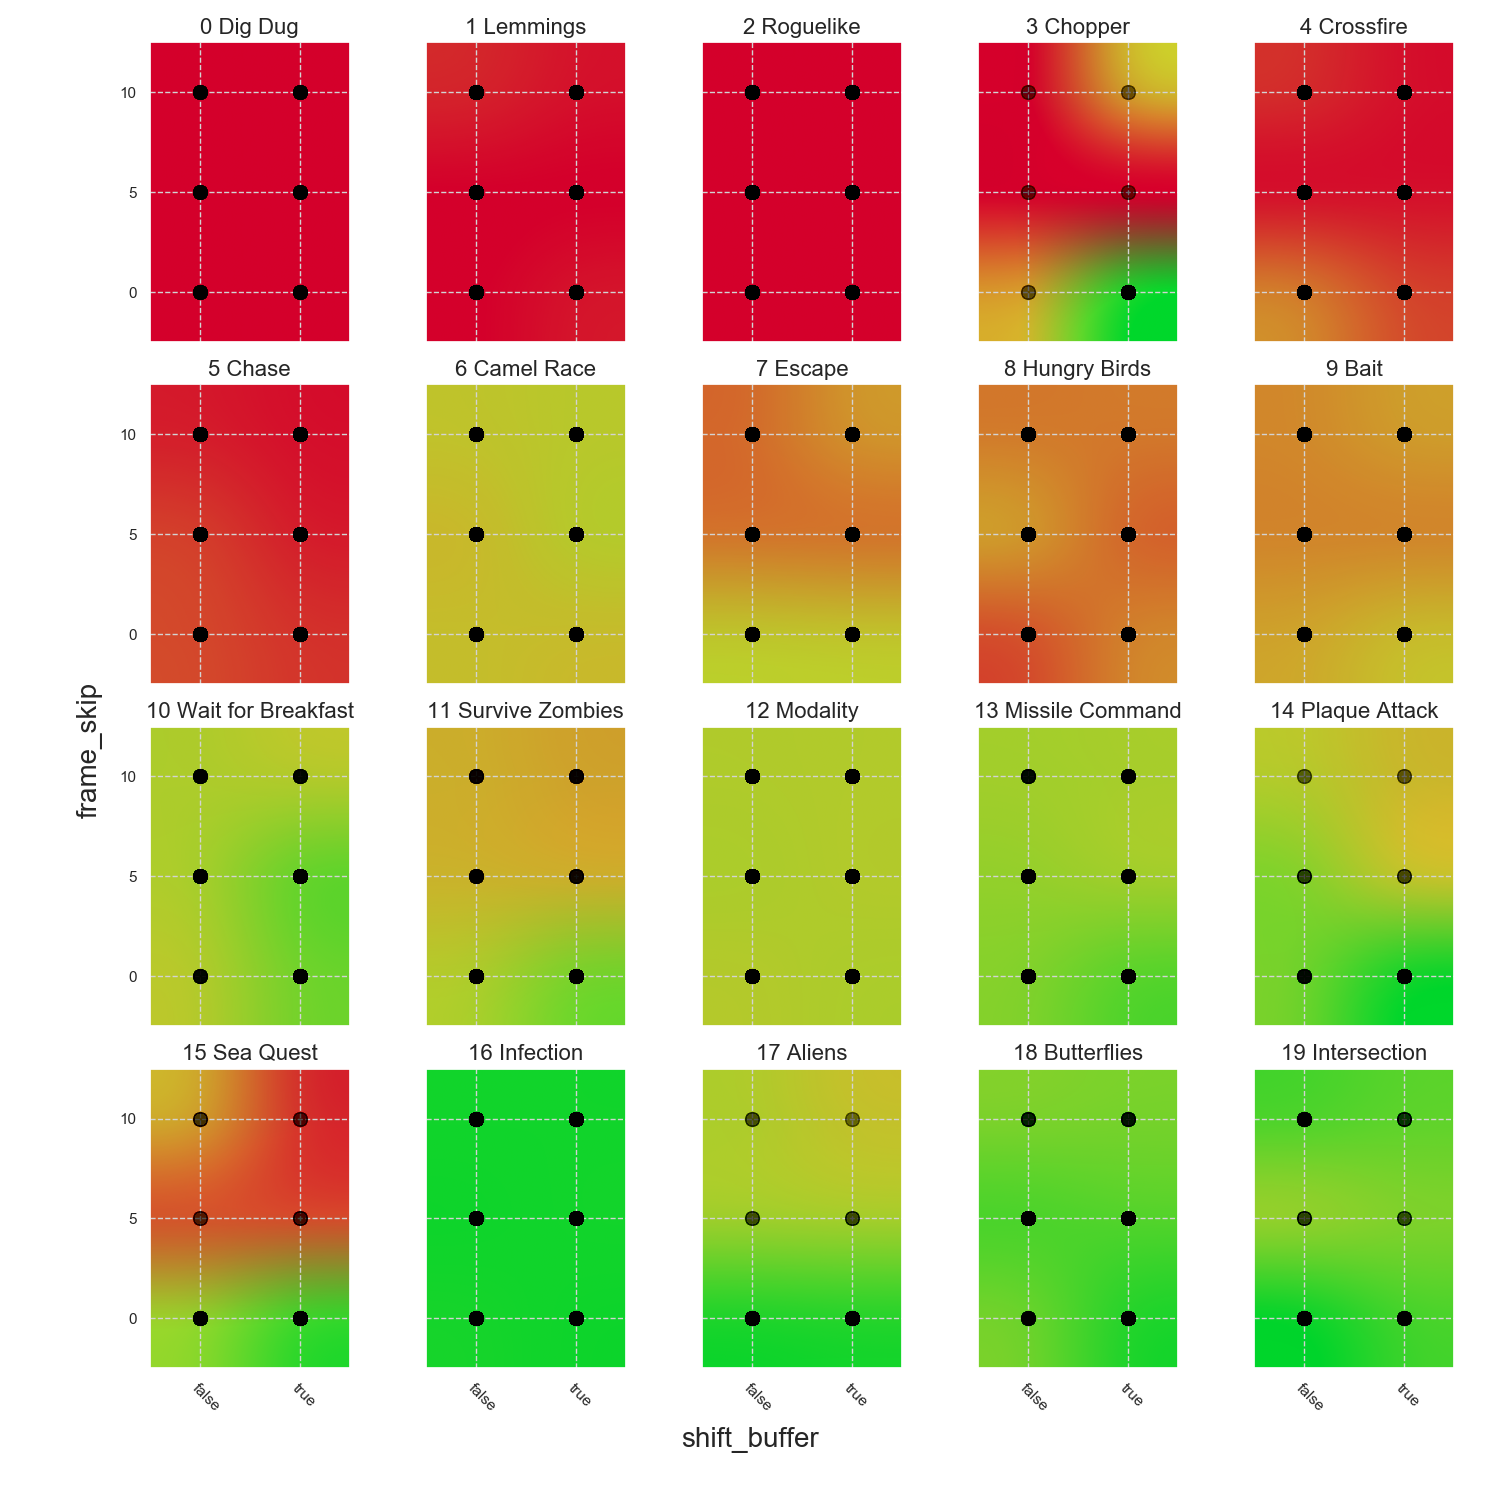 0 Dig Dug
1 Lemmings
2 Roguelike
3 Chopper
4 Crossfire
10
5
0
5 Chase
6 Camel Race
7 Escape
8 Hungry Birds
9 Bait
10
5
0
frame_skip
10 Wait for Breakfast
11 Survive Zombies
12 Modality
13 Missile Command
14 Plaque Attack
10
5
0
15 Sea Quest
16 Infection
17 Aliens
18 Butterflies
19 Intersection
10
5
0
false
true
false
true
false
true
false
true
false
true
shift_buffer